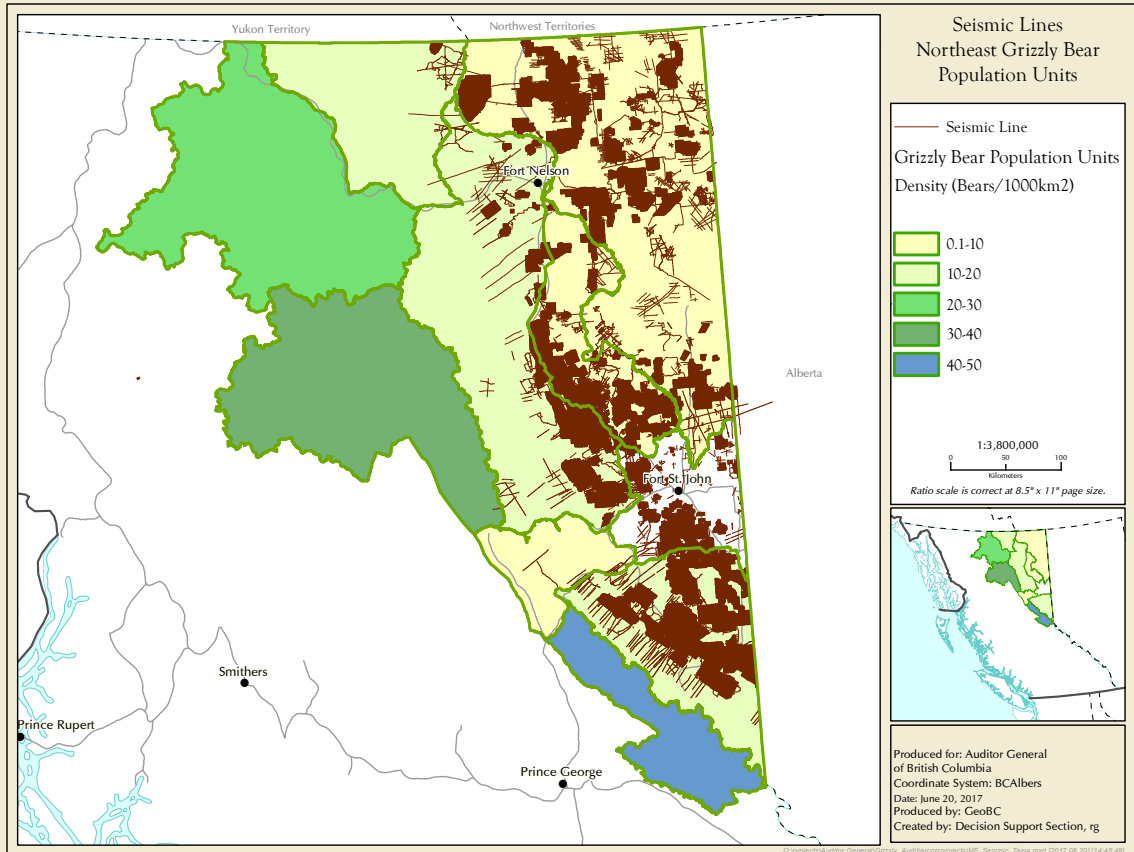 Seismic Lines
Northeast Grizzly Bear
Population Units
Seismic Line
Grizzly Bear Population Units
Density (Bears/1000km2)
0.1-10
10-20
20-30
30-40
40-50
1:3,800,000
0 50 100
Kilometers
Ratio scale is correct at 8.5" x 11" page size.
Yukon Territory
Northwest Territories
Fort Nelson
Alberta
Fort St. John
Smithers
Prince Rupert
Prince George
Produced for: Auditor General
of British Columbia
Coordinate System: BCAlbers
Date: June 20, 2017
Produced by: GeoBC
Created by: Decision Support Section, rg